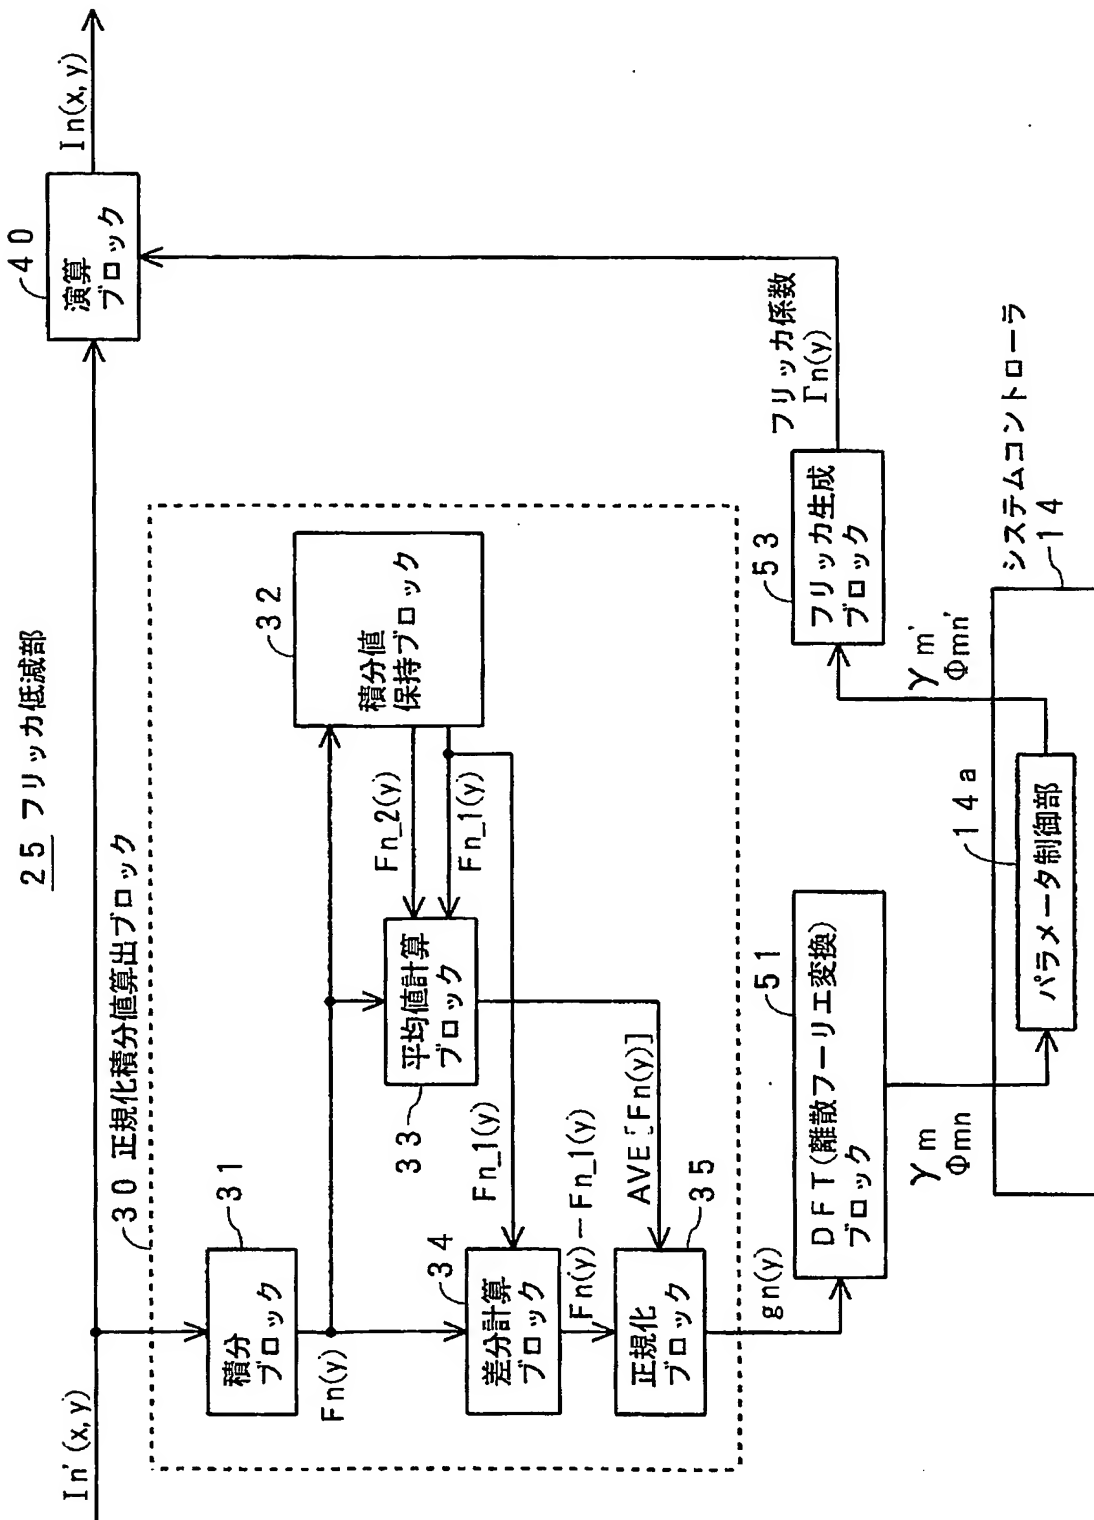 25 フリッカ低減部
In'(x, y)
In(x, y)
40
演算
ブロック
30 正規化積分値算出ブロック
31
積分
ブロック
Fn(y)
32
積分値
保持ブロック
Fn_2(y)
Fn_1(y)
33
平均値計算
ブロック
Fn_1(y)
34
差分計算
ブロック
Fn(y)−Fn_1(y)
AVE[Fn(y)]
35
正規化
ブロック
gn(y)
51
DFT(離散フーリエ変換)
ブロック
γm
Φmn
14a
パラメータ制御部
γm'
Φmn'
システムコントローラ
14
53
フリッカ生成
ブロック
フリッカ係数
Γn(y)